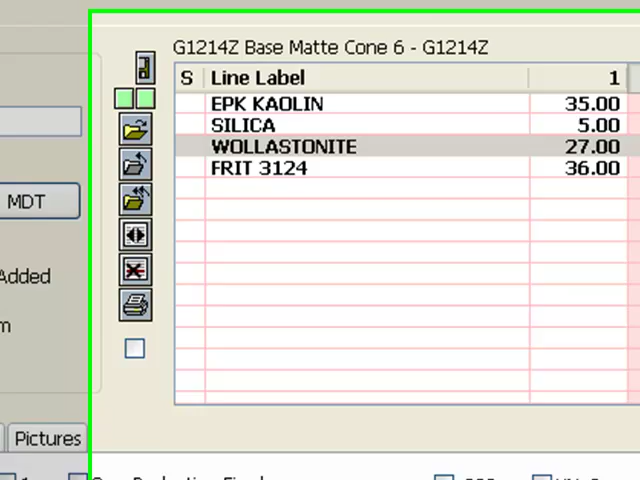 G1214Z Base Matte Cone 6 - G1214Z
S Line Label 1
EPK KAOLIN 35.00
SILICA 5.00
WOLLASTONITE 27.00
FRIT 3124 36.00
MDT
Added
m
Pictures